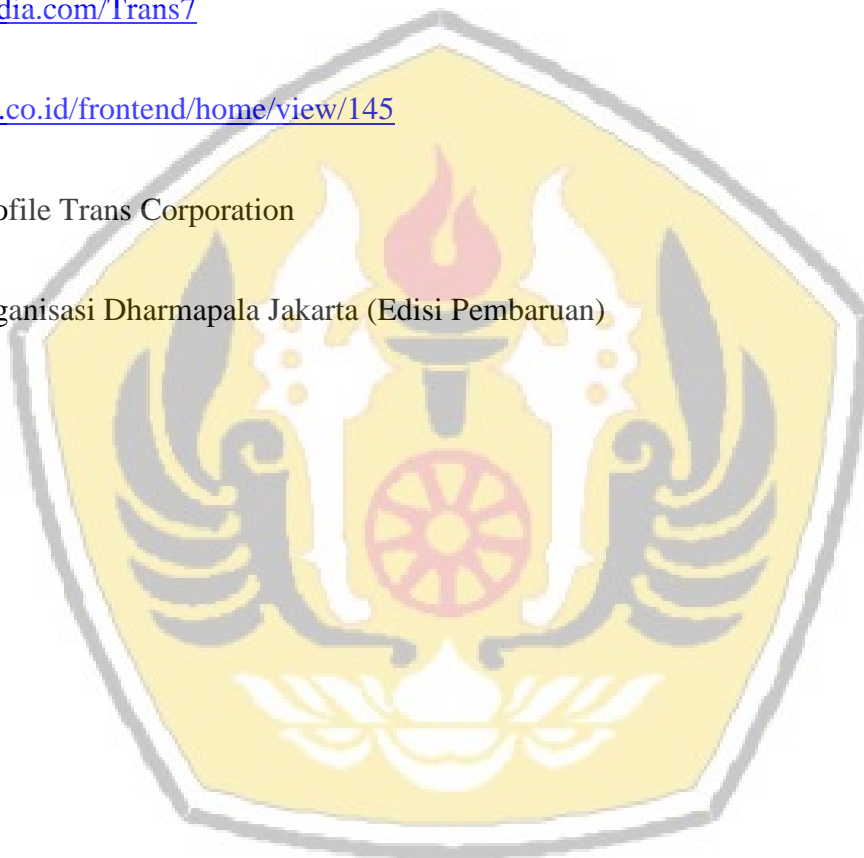 dia.com/Trans7
.co.id/frontend/home/view/145
ofile Trans Corporation
ganisasi Dharmapala Jakarta (Edisi Pembaruan)